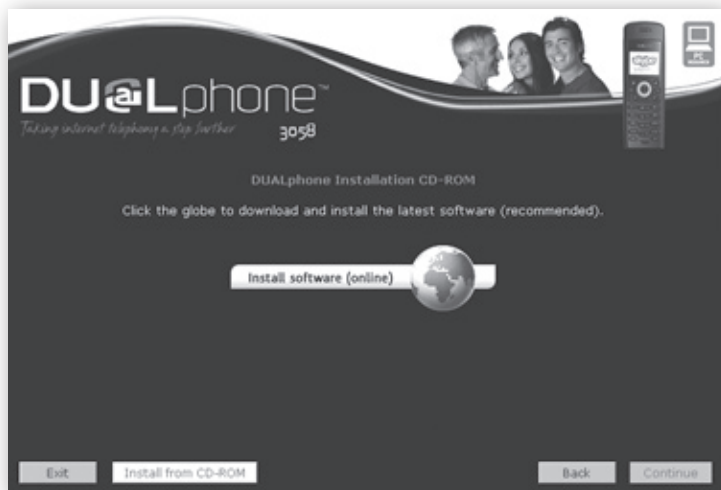 DUALphone™
Taking internet telephony a step further
3058
PC
DUALphone Installation CD-ROM
Click the globe to download and install the latest software (recommended).
Install software (online)
Exit
Install from CD-ROM
Back
Continue